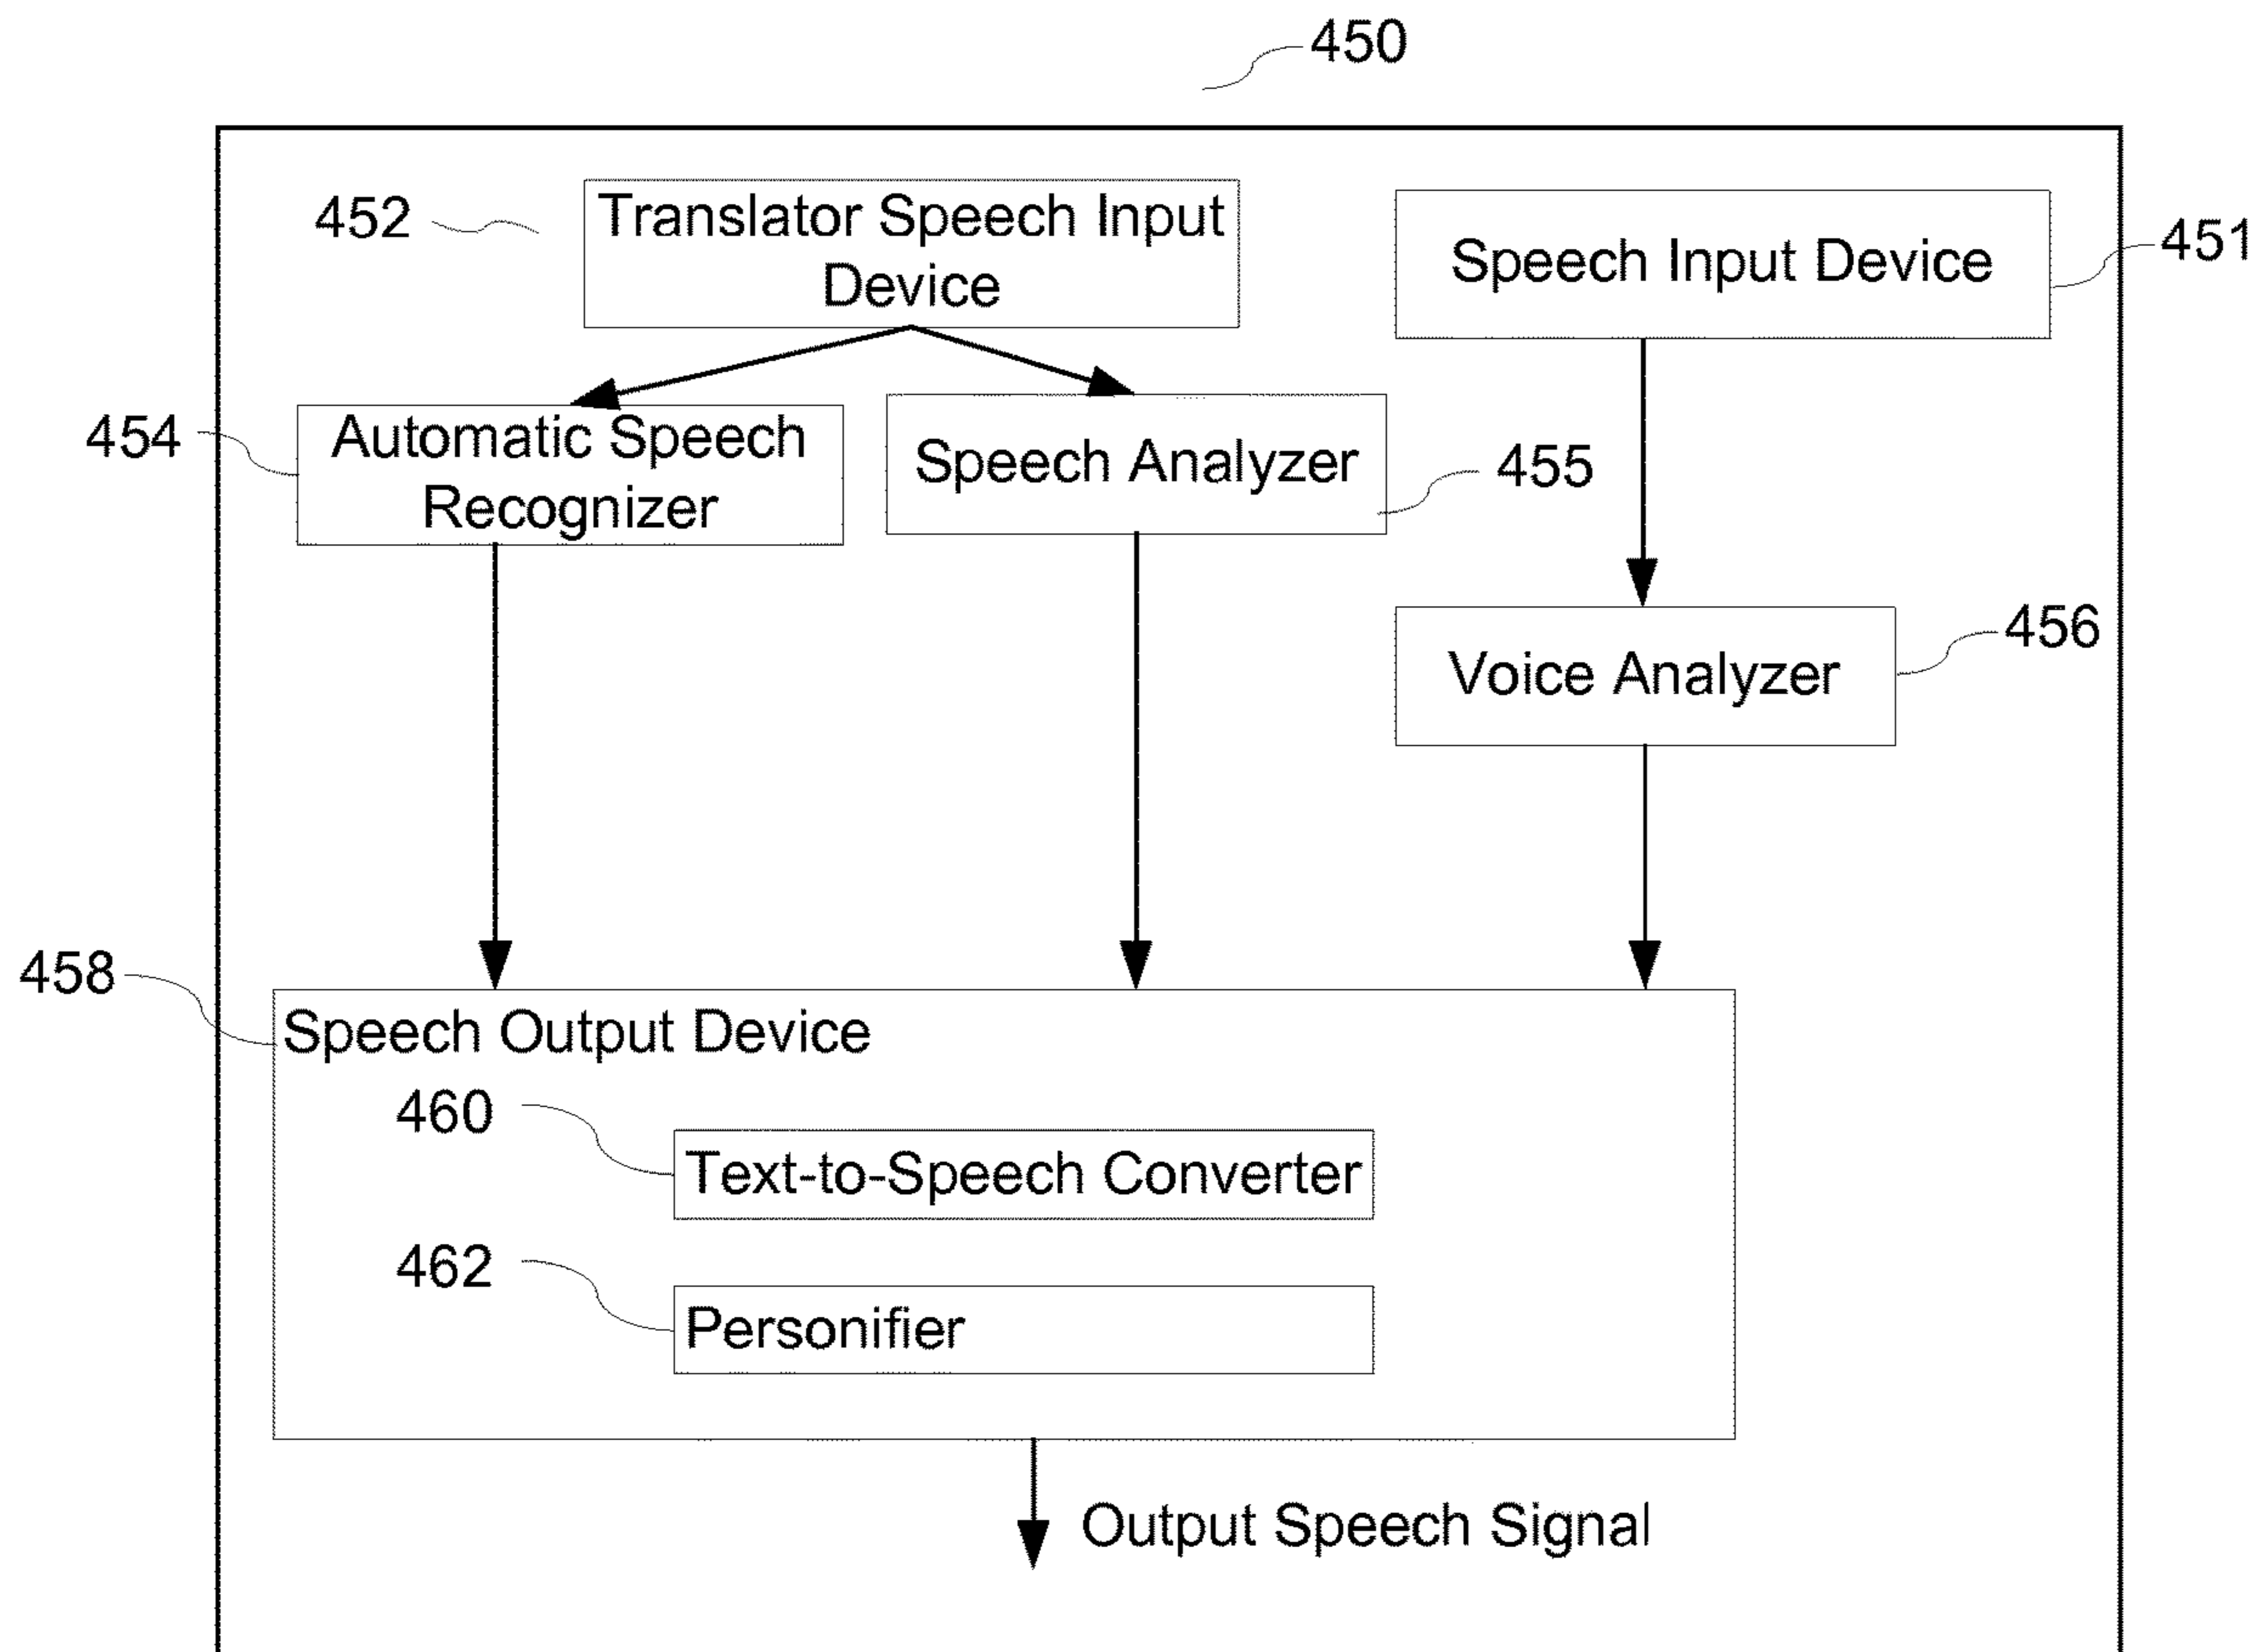 450
452
Translator Speech Input
Device
Speech Input Device
451
454
Automatic Speech
Recognizer
Speech Analyzer
455
Voice Analyzer
456
458
Speech Output Device
460
Text-to-Speech Converter
462
Personifier
Output Speech Signal